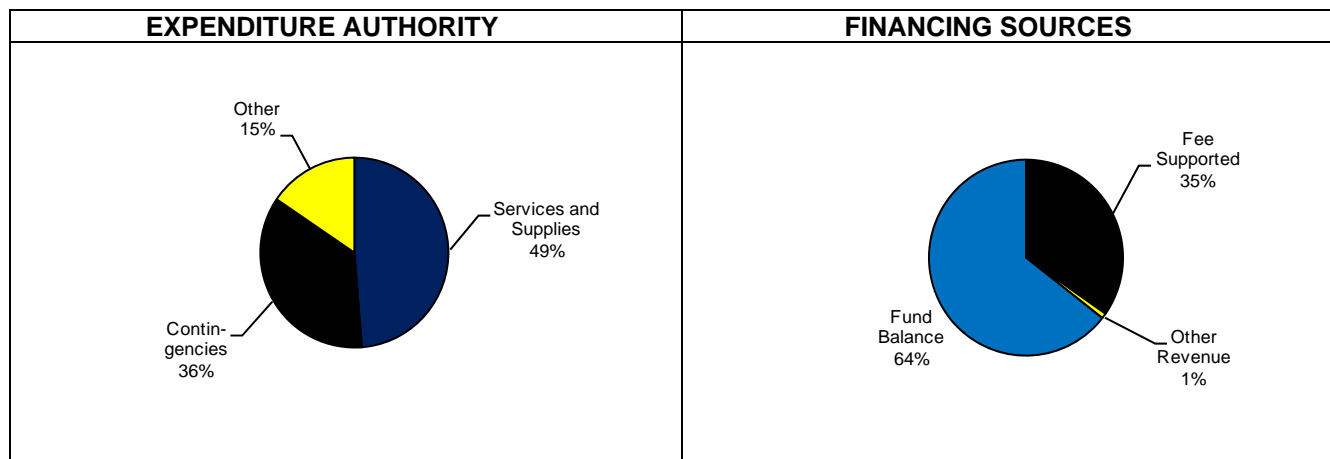 EXPENDITURE AUTHORITY
Other
15%
Services and
Supplies
49%
Contin-
gencies
36%
FINANCING SOURCES
Fee
Supported
35%
Other
Revenue
1%
Fund
Balance
64%